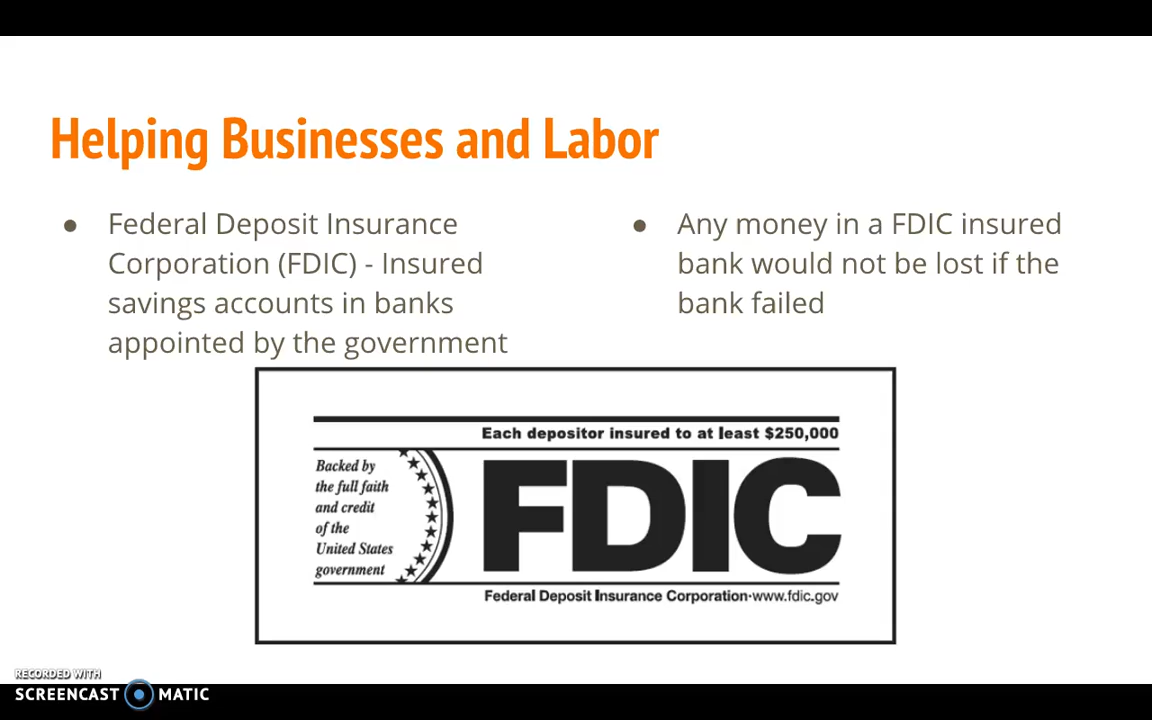 Helping Businesses and Labor
● Federal Deposit Insurance
Corporation (FDIC) - Insured
savings accounts in banks
appointed by the government
● Any money in a FDIC insured
bank would not be lost if the
bank failed
Each depositor insured to at least $250,000
Backed by
the full faith
and credit
of the
United States
government
FDIC
Federal Deposit Insurance Corporation·www.fdic.gov
RECORDED WITH
SCREENCAST MATIC